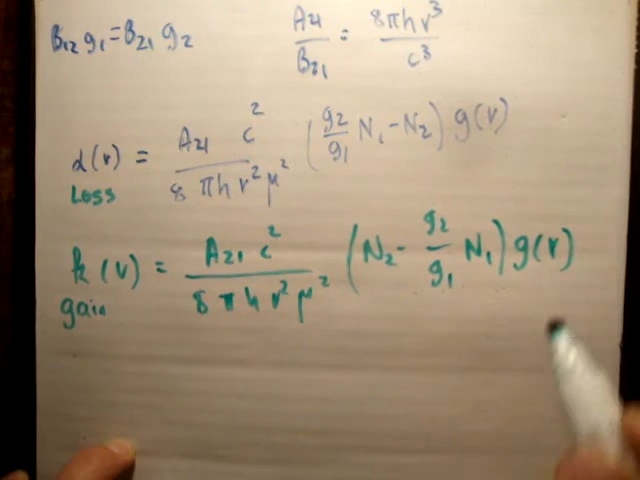 B₁₂ g₁ = B₂₁ g₂
A₂₁ / B₂₁ = 8πhν³ / c³
α(ν) = A₂₁ c² / 8πhν²μ² (g₂/g₁ N₁ - N₂) g(ν)
Loss
k(ν) = A₂₁ c² / 8πhν²μ² (N₂ - g₂/g₁ N₁) g(ν)
gain